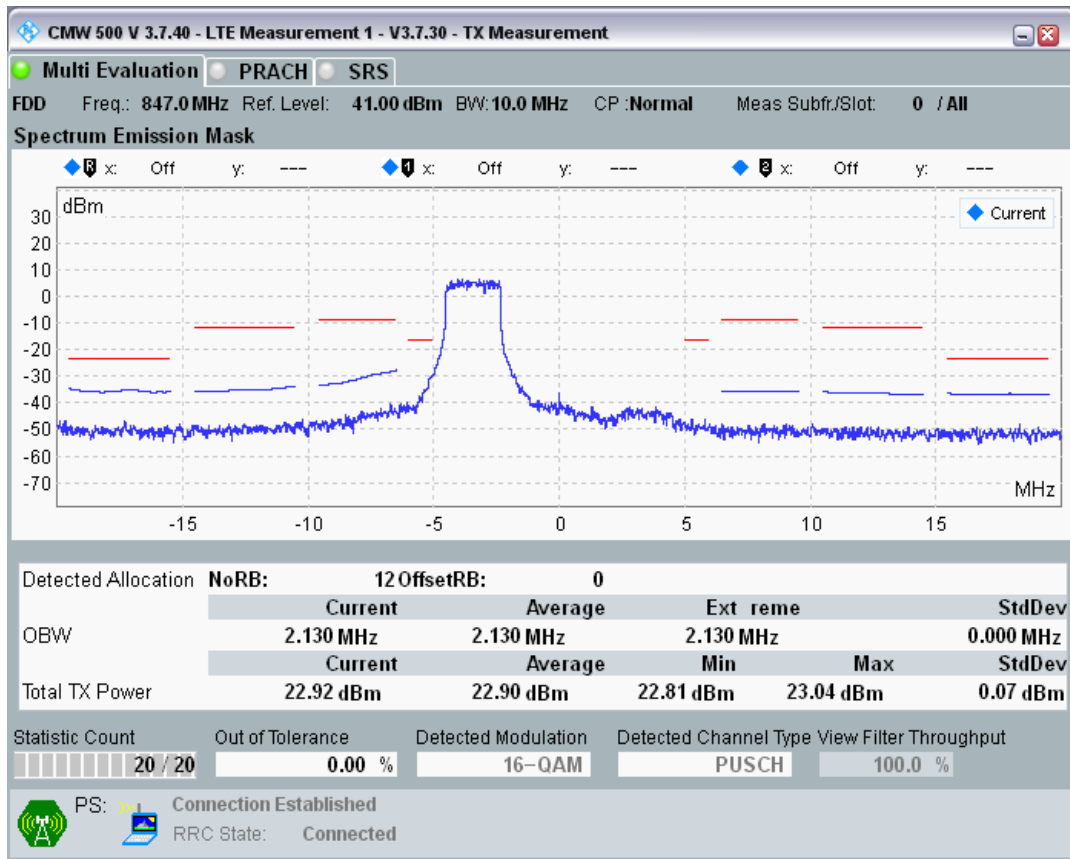 CMW 500 V 3.7.40 - LTE Measurement 1 - V3.7.30 - TX Measurement
Multi Evaluation PRACH SRS
FDD Freq.: 847.0 MHz Ref. Level: 41.00 dBm BW: 10.0 MHz CP :Normal Meas Subfr./Slot: 0 / All
Spectrum Emission Mask
R x: Off y: --- 1 x: Off y: --- 2 x: Off y: ---
dBm
Current
30
20
10
0
-10
-20
-30
-40
-50
-60
-70
MHz
-15 -10 -5 0 5 10 15
Detected Allocation NoRB: 12 OffsetRB: 0
Current Average Ext reme StdDev
OBW 2.130 MHz 2.130 MHz 2.130 MHz 0.000 MHz
Current Average Min Max StdDev
Total TX Power 22.92 dBm 22.90 dBm 22.81 dBm 23.04 dBm 0.07 dBm
Statistic Count Out of Tolerance Detected Modulation Detected Channel Type View Filter Throughput
20 / 20 0.00 % 16-QAM PUSCH 100.0 %
PS: Connection Established
RRC State: Connected